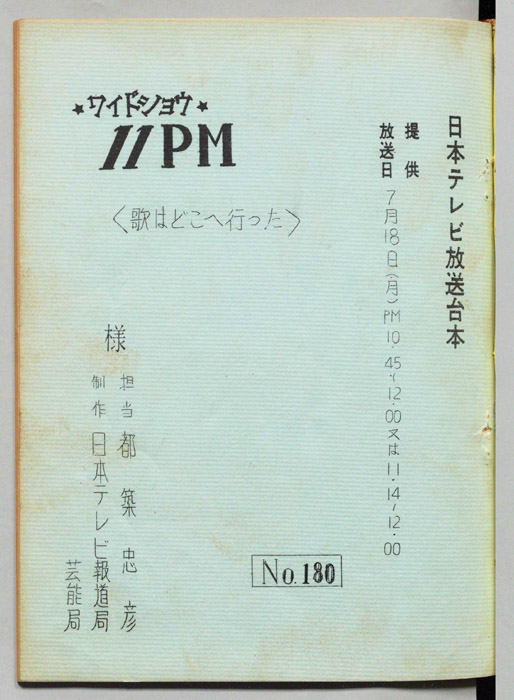 日本テレビ放送台本
提供
放送日 7月18日(月)PM10.45〜12.00又は11.14〜12.00
★ワイドショウ★
11PM
〈歌はどこへ行った〉
No.180
様
担当 都築忠彦
制作 日本テレビ報道局
芸能局